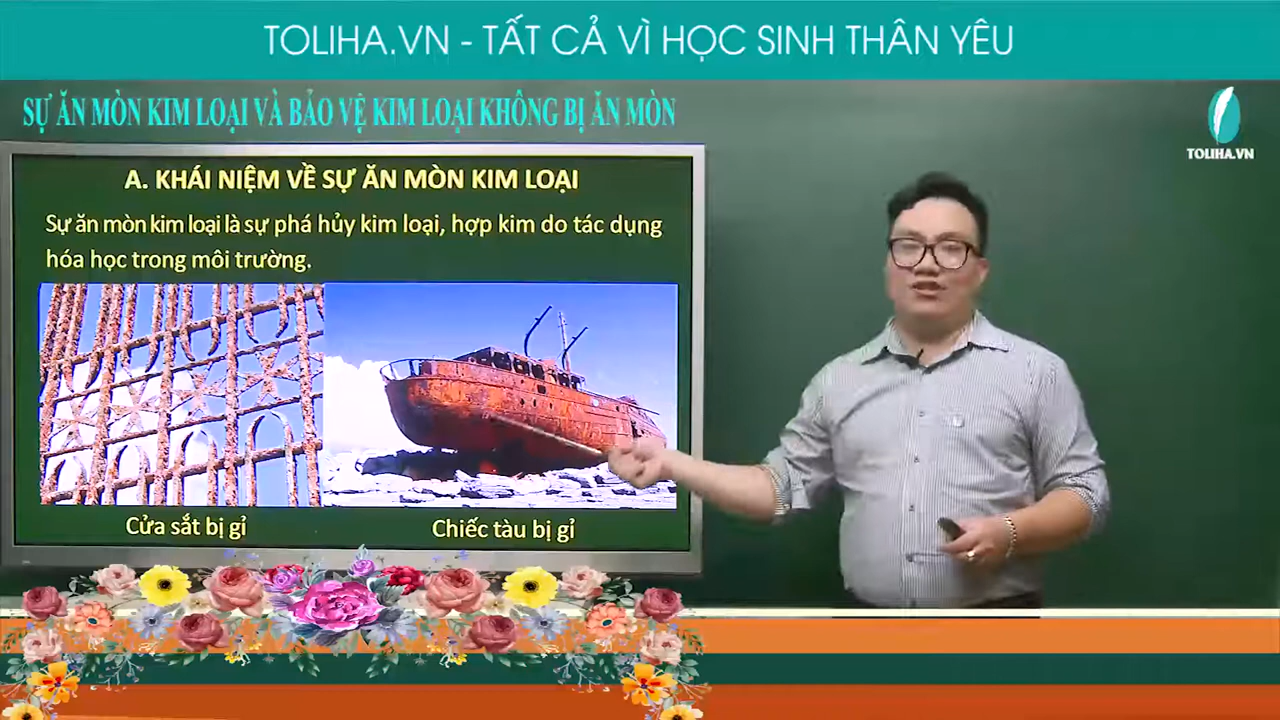 TOLIHA.VN - TẤT CẢ VÌ HỌC SINH THÂN YÊU
SỰ ĂN MÒN KIM LOẠI VÀ BẢO VỆ KIM LOẠI KHÔNG BỊ ĂN MÒN
TOLIHA.VN
A. KHÁI NIỆM VỀ SỰ ĂN MÒN KIM LOẠI
Sự ăn mòn kim loại là sự phá hủy kim loại, hợp kim do tác dụng
hóa học trong môi trường.
Cửa sắt bị gỉ
Chiếc tàu bị gỉ